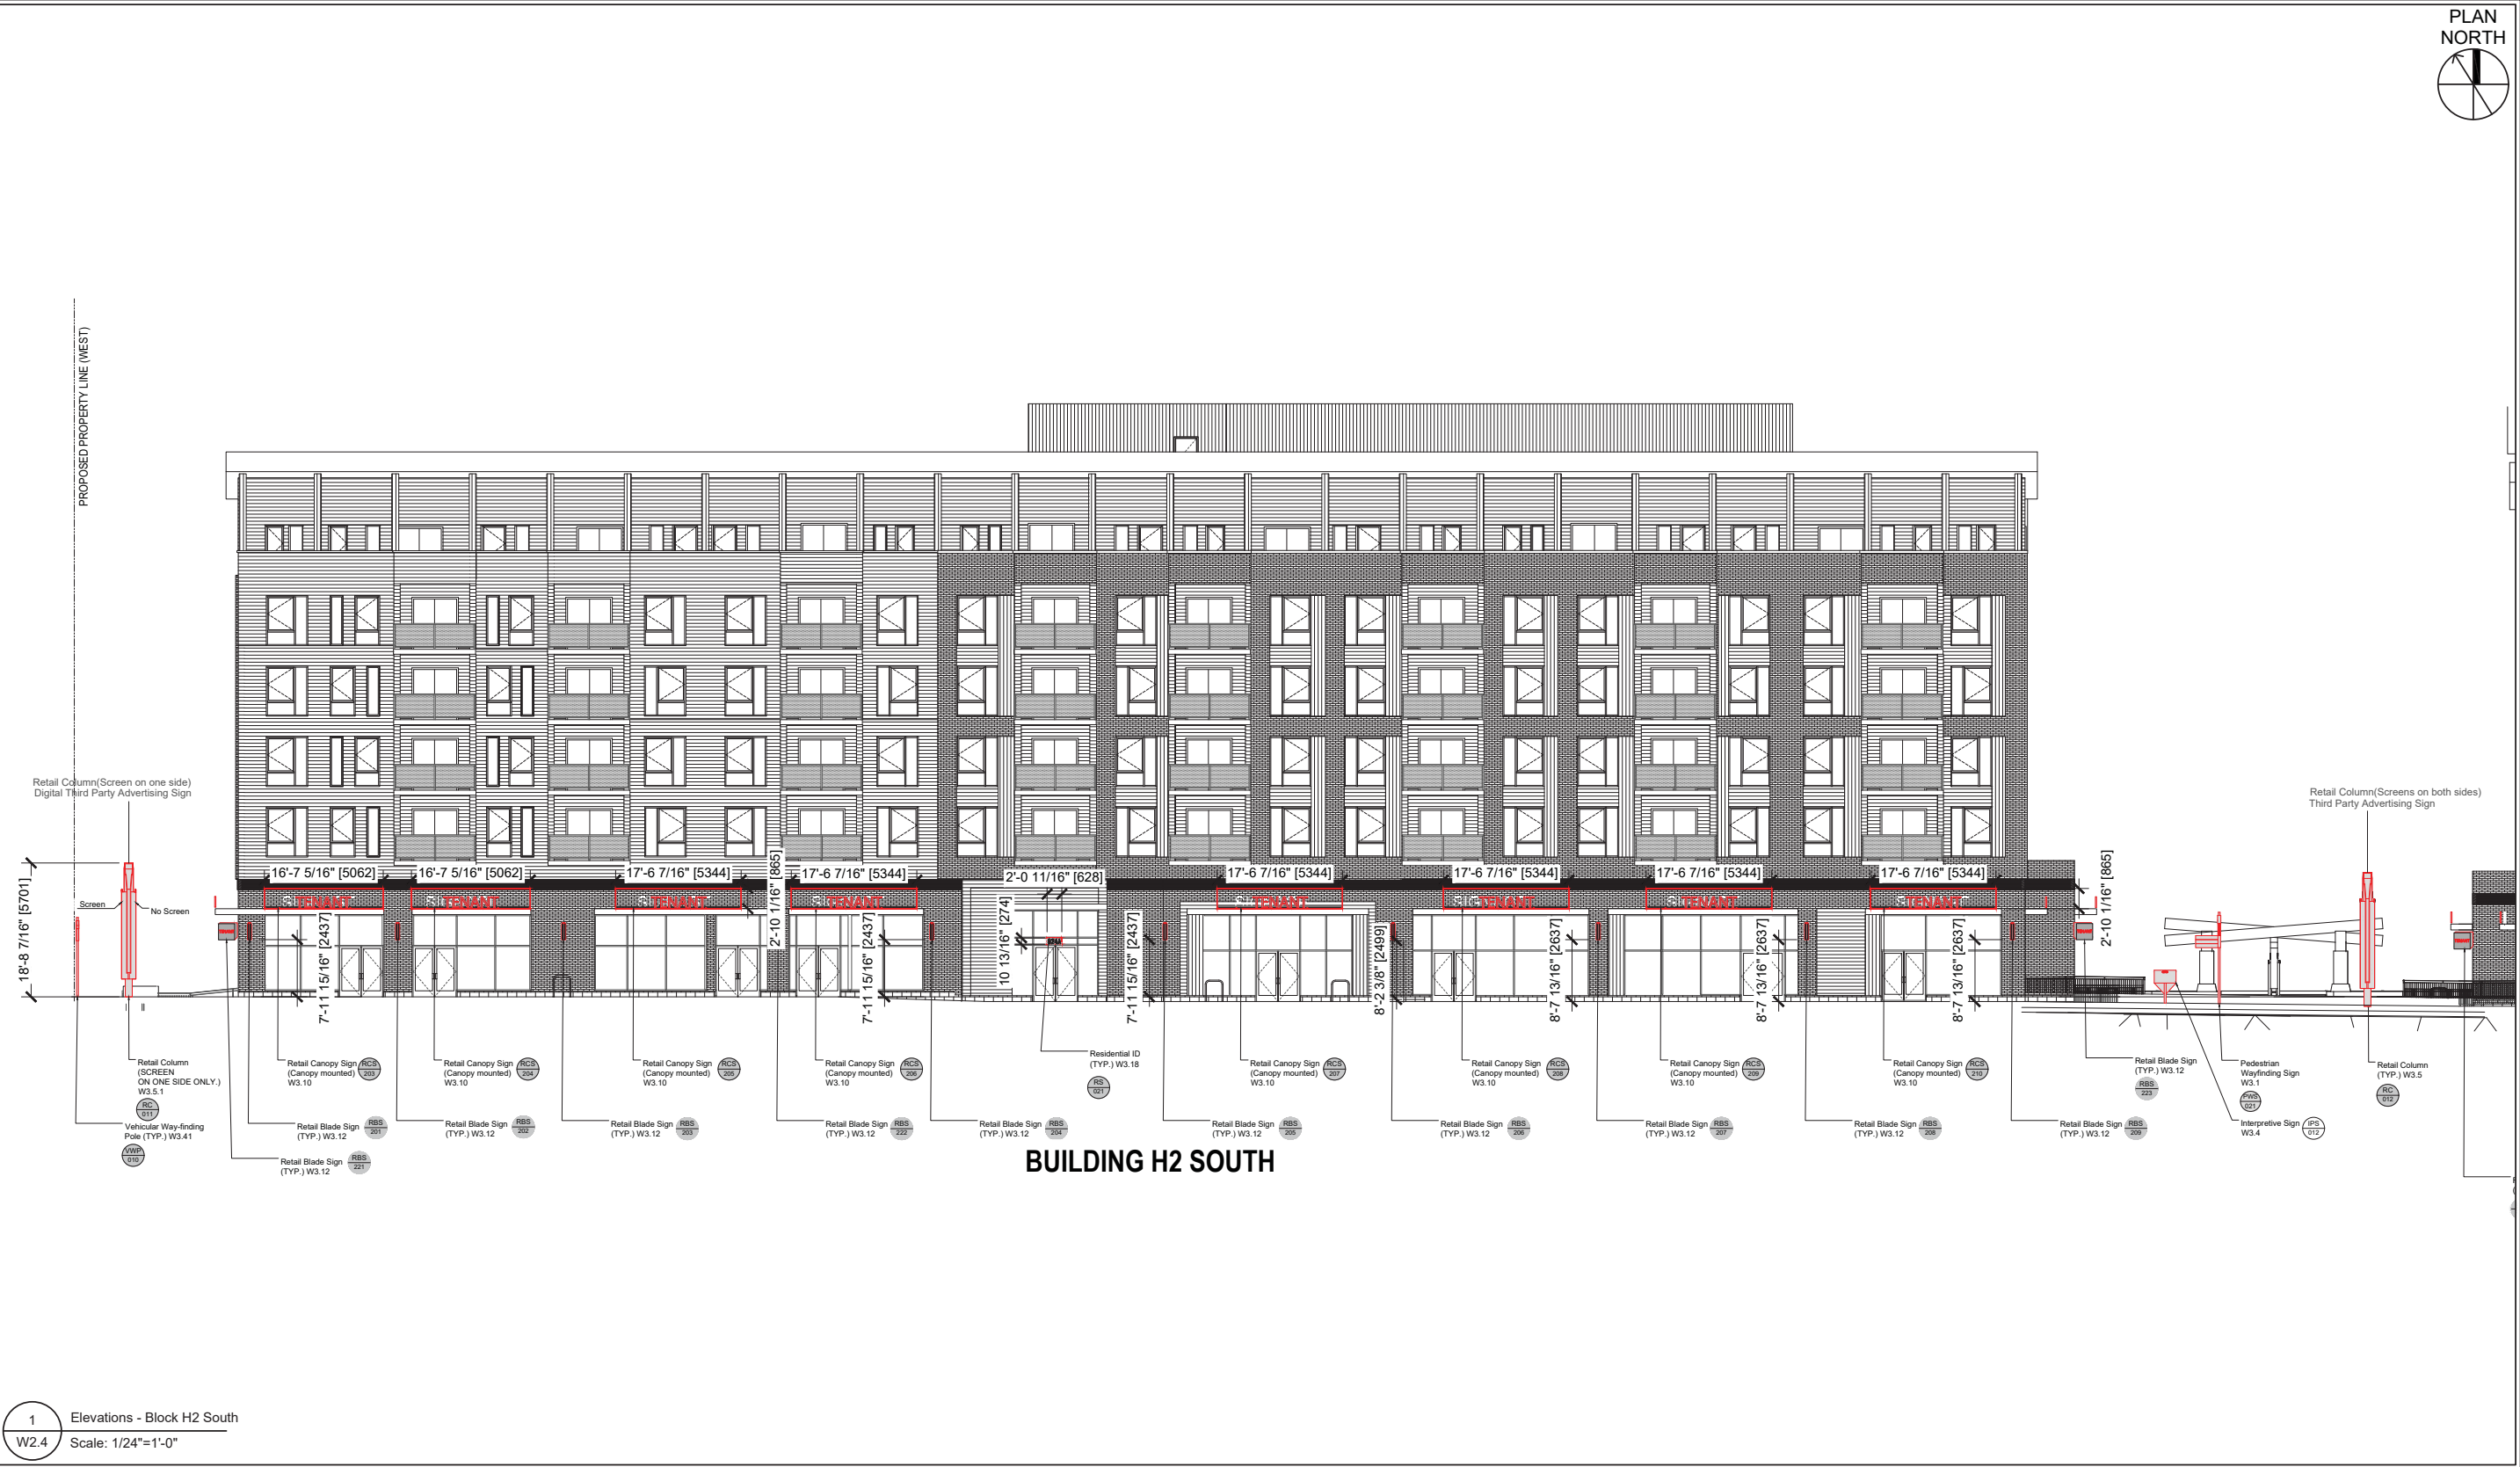 PLAN
NORTH
PROPOSED PROPERTY LINE (WEST)
Retail Column(Screen on one side)
Digital Third Party Advertising Sign
Retail Column(Screens on both sides)
Third Party Advertising Sign
18'-8 7/16" [5701]
Screen
No Screen
16'-7 5/16" [5062]
16'-7 5/16" [5062]
17'-6 7/16" [5344]
2'-10 1/16" [865]
17'-6 7/16" [5344]
2'-0 11/16" [628]
17'-6 7/16" [5344]
17'-6 7/16" [5344]
17'-6 7/16" [5344]
17'-6 7/16" [5344]
2'-10 1/16" [865]
TENANT
TENANT
TENANT
TENANT
TENANT
TENANT
TENANT
TENANT
7'-11 15/16" [2437]
7'-11 15/16" [2437]
10 13/16" [274]
7'-11 15/16" [2437]
8'-2 3/8" [2499]
8'-7 13/16" [2637]
8'-7 13/16" [2637]
8'-7 13/16" [2637]
Retail Column
(SCREEN
ON ONE SIDE ONLY.)
W3.5.1
RC
011
Vehicular Way-finding
Pole (TYP.) W3.41
VWP
010
Retail Canopy Sign
(Canopy mounted)
W3.10
RCS
203
Retail Canopy Sign
(Canopy mounted)
W3.10
RCS
204
Retail Canopy Sign
(Canopy mounted)
W3.10
RCS
205
Retail Canopy Sign
(Canopy mounted)
W3.10
RCS
206
Residential ID
(TYP.) W3.18
RS
021
Retail Canopy Sign
(Canopy mounted)
W3.10
RCS
207
Retail Canopy Sign
(Canopy mounted)
W3.10
RCS
208
Retail Canopy Sign
(Canopy mounted)
W3.10
RCS
209
Retail Canopy Sign
(Canopy mounted)
W3.10
RCS
210
Retail Blade Sign
(TYP.) W3.12
RBS
223
Pedestrian
Wayfinding Sign
W3.1
PWS
021
Retail Column
(TYP.) W3.5
RC
012
Retail Blade Sign
(TYP.) W3.12
RBS
201
Retail Blade Sign
(TYP.) W3.12
RBS
221
Retail Blade Sign
(TYP.) W3.12
RBS
202
Retail Blade Sign
(TYP.) W3.12
RBS
203
Retail Blade Sign
(TYP.) W3.12
RBS
222
Retail Blade Sign
(TYP.) W3.12
RBS
204
Retail Blade Sign
(TYP.) W3.12
RBS
205
Retail Blade Sign
(TYP.) W3.12
RBS
206
Retail Blade Sign
(TYP.) W3.12
RBS
207
Retail Blade Sign
(TYP.) W3.12
RBS
208
Retail Blade Sign
(TYP.) W3.12
RBS
209
Interpretive Sign
W3.4
IPS
012
BUILDING H2 SOUTH
1
W2.4
Elevations - Block H2 South
Scale: 1/24"=1'-0"